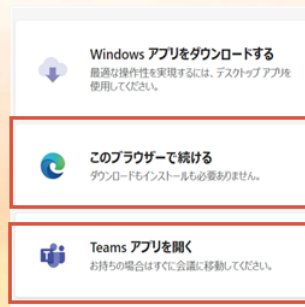 Windows アプリをダウンロードする
最適な操作性を実現するには、デスクトップ アプリを
使用してください。
このブラウザーで続ける
ダウンロードもインストールも必要ありません。
Teams アプリを開く
お持ちの場合はすぐに会議に移動してください。